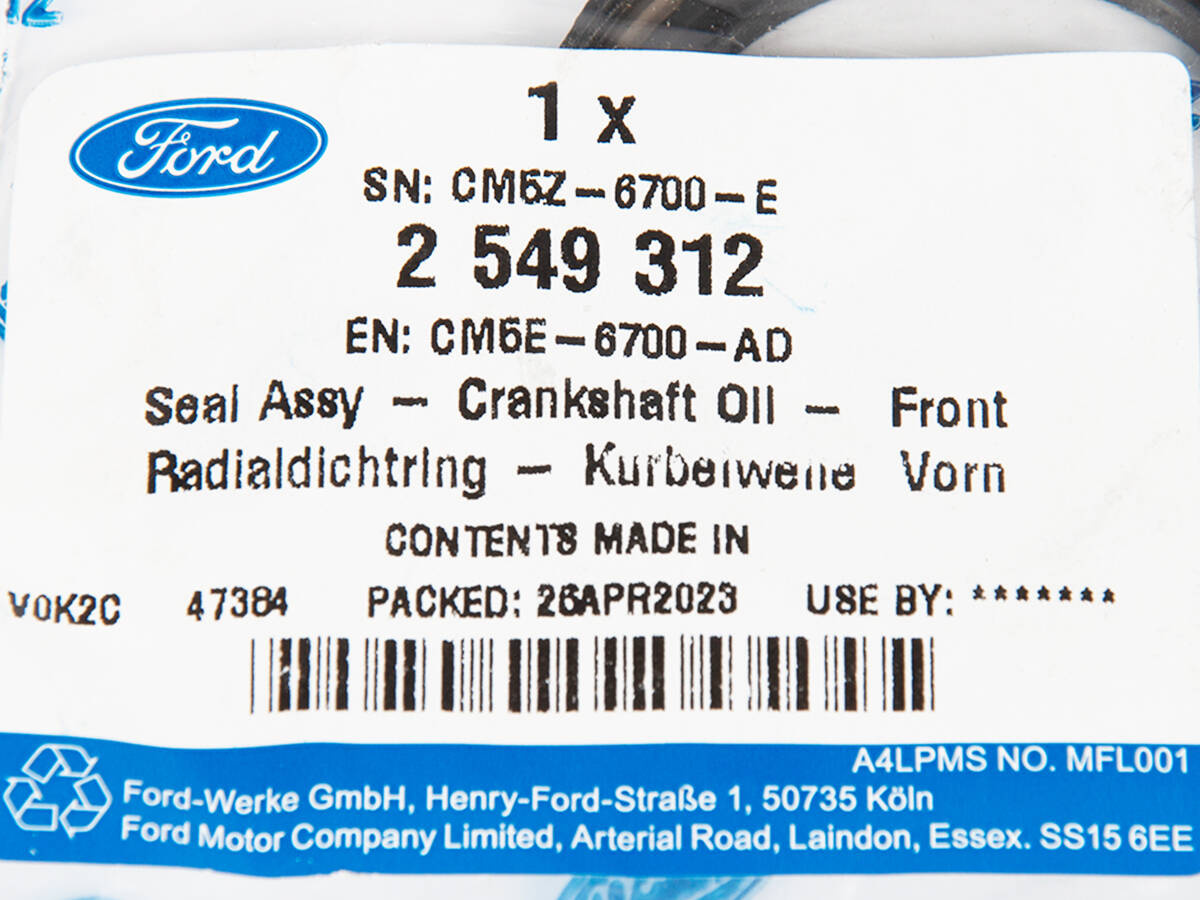 Ford
1 x
SN: CM5Z-6700-E
2 549 312
EN: CM5E-6700-AD
Seal Assy - Crankshaft Oil - Front
Radialdichtring - Kurbelwelle Vorn
CONTENTS MADE IN
V0K2C 47384 PACKED: 26APR2023 USE BY: *******
A4LPMS NO. MFL001
Ford-Werke GmbH, Henry-Ford-Straße 1, 50735 Köln
Ford Motor Company Limited, Arterial Road, Laindon, Essex. SS15 6EE